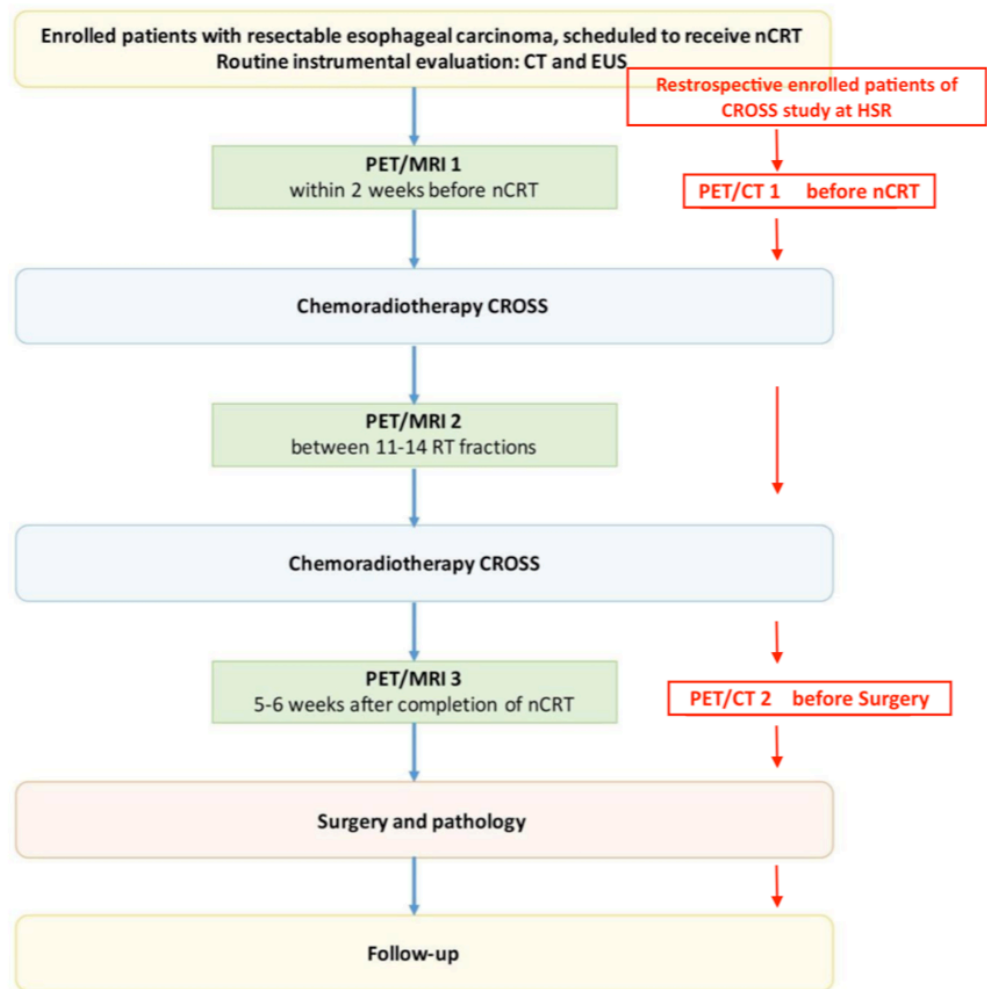 Enrolled patients with resectable esophageal carcinoma, scheduled to receive nCRT
Routine instrumental evaluation: CT and EUS
Restrospective enrolled patients of
CROSS study at HSR
PET/MRI 1
within 2 weeks before nCRT
PET/CT 1 before nCRT
Chemoradiotherapy CROSS
PET/MRI 2
between 11-14 RT fractions
Chemoradiotherapy CROSS
PET/MRI 3
5-6 weeks after completion of nCRT
PET/CT 2 before Surgery
Surgery and pathology
Follow-up